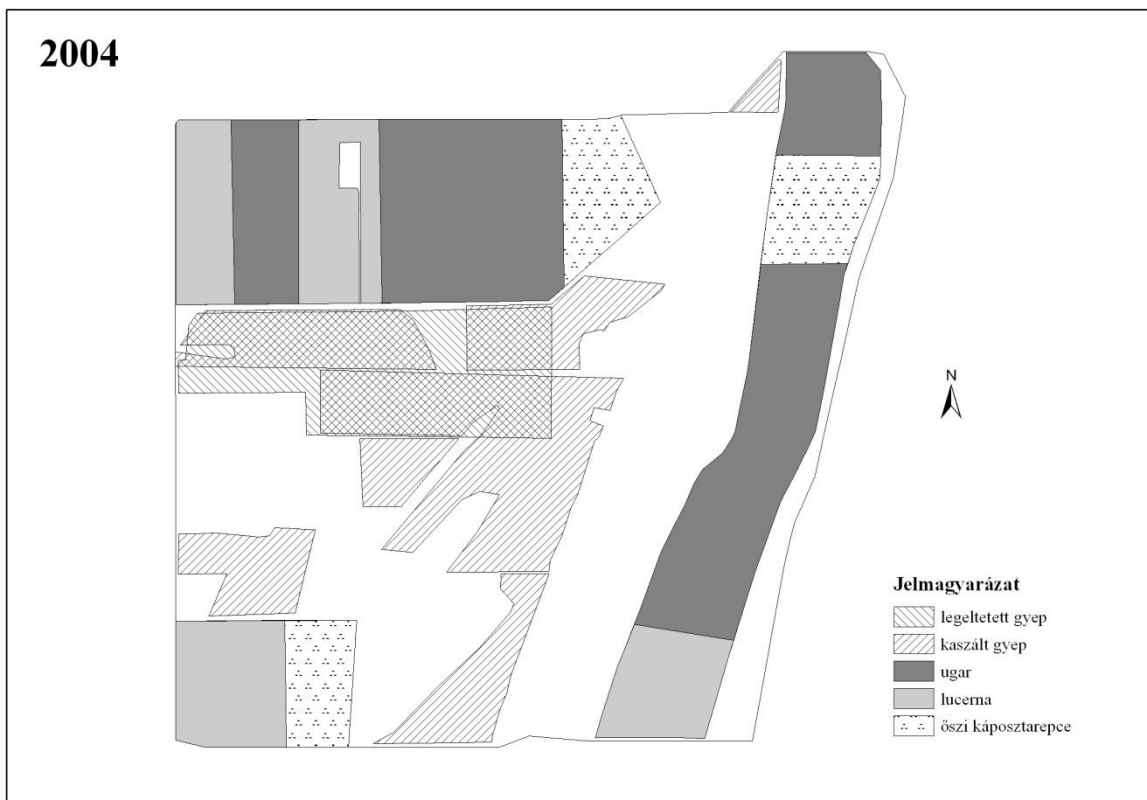 2004
N
Jelmagyarázat
legeltetett gyep
kaszált gyep
ugar
lucerna
őszi káposztarepce